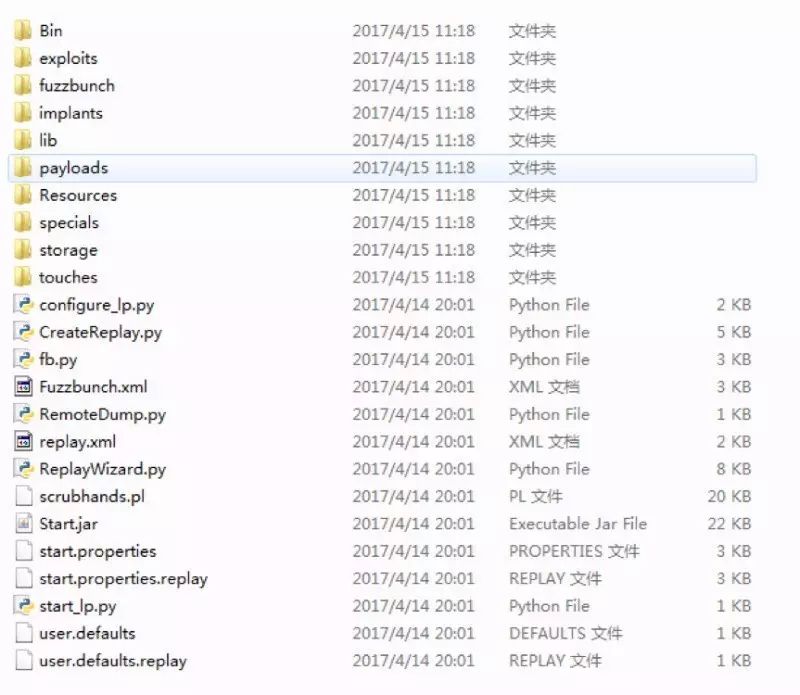 Bin 2017/4/15 11:18 文件夹
exploits 2017/4/15 11:18 文件夹
fuzzbunch 2017/4/15 11:18 文件夹
implants 2017/4/15 11:18 文件夹
lib 2017/4/15 11:18 文件夹
payloads 2017/4/15 11:18 文件夹
Resources 2017/4/15 11:18 文件夹
specials 2017/4/15 11:18 文件夹
storage 2017/4/15 11:18 文件夹
touches 2017/4/15 11:18 文件夹
configure_lp.py 2017/4/14 20:01 Python File 2 KB
CreateReplay.py 2017/4/14 20:01 Python File 5 KB
fb.py 2017/4/14 20:01 Python File 3 KB
Fuzzbunch.xml 2017/4/14 20:01 XML 文档 3 KB
RemoteDump.py 2017/4/14 20:01 Python File 1 KB
replay.xml 2017/4/14 20:01 XML 文档 2 KB
ReplayWizard.py 2017/4/14 20:01 Python File 8 KB
scrubhands.pl 2017/4/14 20:01 PL 文件 20 KB
Start.jar 2017/4/14 20:01 Executable Jar File 22 KB
start.properties 2017/4/14 20:01 PROPERTIES 文件 3 KB
start.properties.replay 2017/4/14 20:01 REPLAY 文件 3 KB
start_lp.py 2017/4/14 20:01 Python File 1 KB
user.defaults 2017/4/14 20:01 DEFAULTS 文件 1 KB
user.defaults.replay 2017/4/14 20:01 REPLAY 文件 1 KB